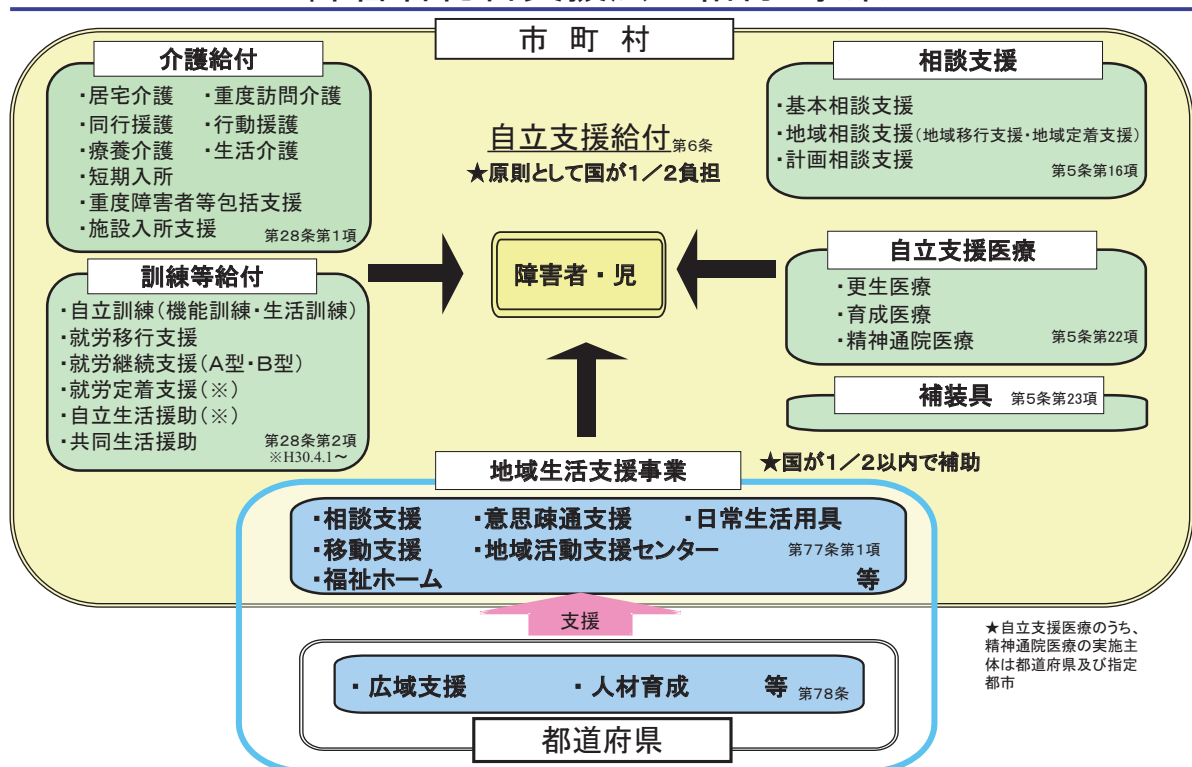 市町村
介護給付
・居宅介護 ・重度訪問介護
・同行援護 ・行動援護
・療養介護 ・生活介護
・短期入所
・重度障害者等包括支援
・施設入所支援 第28条第1項
訓練等給付
・自立訓練(機能訓練・生活訓練)
・就労移行支援
・就労継続支援(A型・B型)
・就労定着支援(※)
・自立生活援助(※)
・共同生活援助 第28条第2項
※H30.4.1～
自立支援給付 第6条
★原則として国が1／2負担
障害者・児
相談支援
・基本相談支援
・地域相談支援(地域移行支援・地域定着支援)
・計画相談支援 第5条第16項
自立支援医療
・更生医療
・育成医療
・精神通院医療 第5条第22項
補装具 第5条第23項
地域生活支援事業
★国が1／2以内で補助
・相談支援 ・意思疎通支援 ・日常生活用具
・移動支援 ・地域活動支援センター 第77条第1項
・福祉ホーム 等
支援
・広域支援 ・人材育成 等 第78条
都道府県
★自立支援医療のうち、
精神通院医療の実施主
体は都道府県及び指定
都市